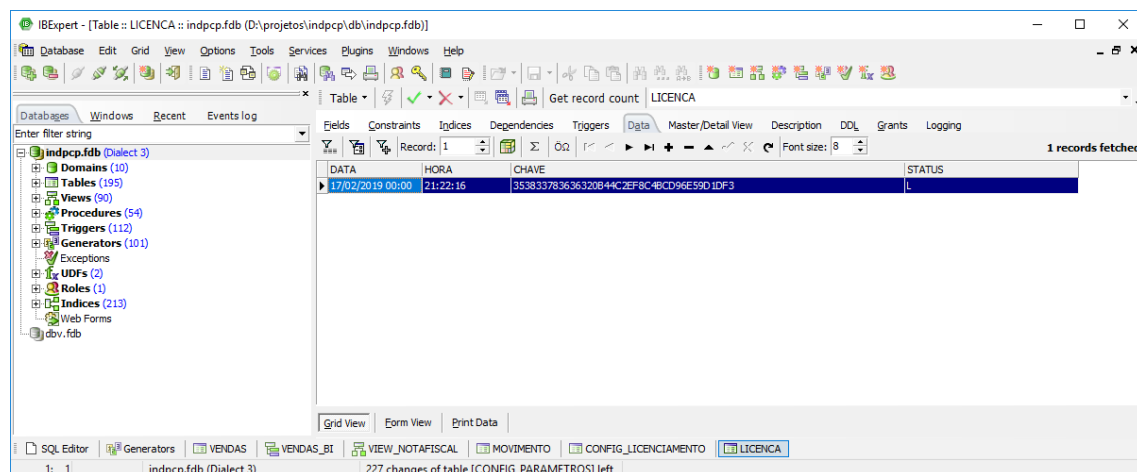 IBExpert - [Table :: LICENCA :: indpcp.fdb (D:\projetos\indpcp\db\indpcp.fdb)]
Database Edit Grid View Options Tools Services Plugins Windows Help
Table Get record count LICENCA
Databases Windows Recent Events log
Enter filter string
indpcp.fdb (Dialect 3)
Domains (10)
Tables (195)
Views (90)
Procedures (54)
Triggers (112)
Generators (101)
Exceptions
UDFs (2)
Roles (1)
Indices (213)
Web Forms
dbv.fdb
Fields Constraints Indices Dependencies Triggers Data Master/Detail View Description DDL Grants Logging
Record: 1 Σ ÖΩ Font size: 8 1 records fetched
DATA HORA CHAVE STATUS
17/02/2019 00:00 21:22:16 353833783636320B44C2EF8C4BCD96E59D1DF3 L
Grid View Form View Print Data
SQL Editor Generators VENDAS VENDAS_BI VIEW_NOTAFISCAL MOVIMENTO CONFIG_LICENCIAMENTO LICENCA
1: 1 indpcp.fdb (Dialect 3) 227 changes of table [CONFIG_PARAMETROS] left